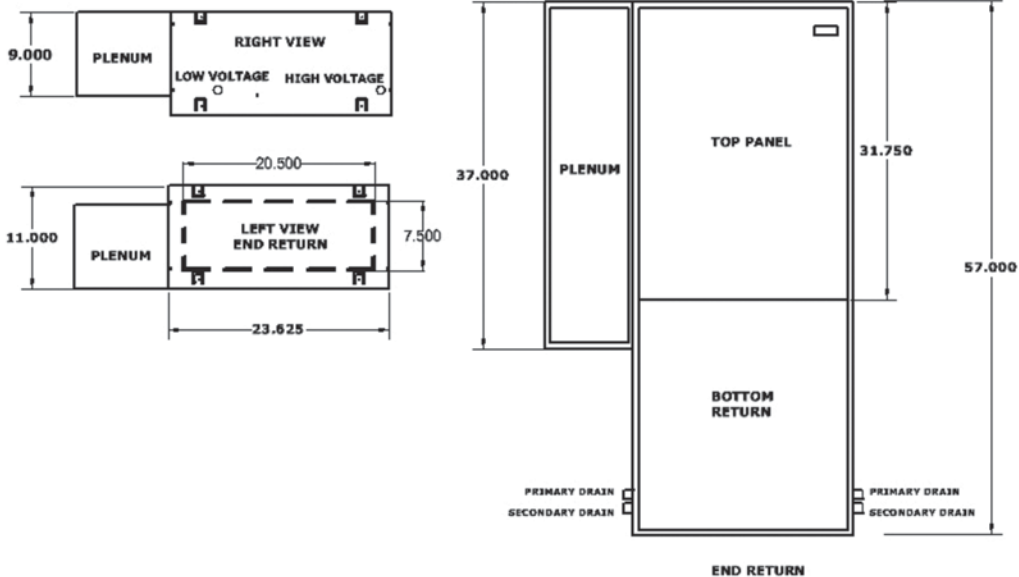 RIGHT VIEW
9.000
PLENUM
LOW VOLTAGE
HIGH VOLTAGE
20.500
11.000
LEFT VIEW
END RETURN
7.500
PLENUM
23.625
37.000
PLENUM
TOP PANEL
31.750
57.000
BOTTOM
RETURN
PRIMARY DRAIN
SECONDARY DRAIN
PRIMARY DRAIN
SECONDARY DRAIN
END RETURN